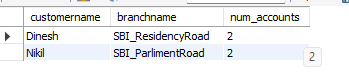 customername branchname num_accounts
Dinesh SBI_ResidencyRoad 2
Nikil SBI_ParlimentRoad 2
2